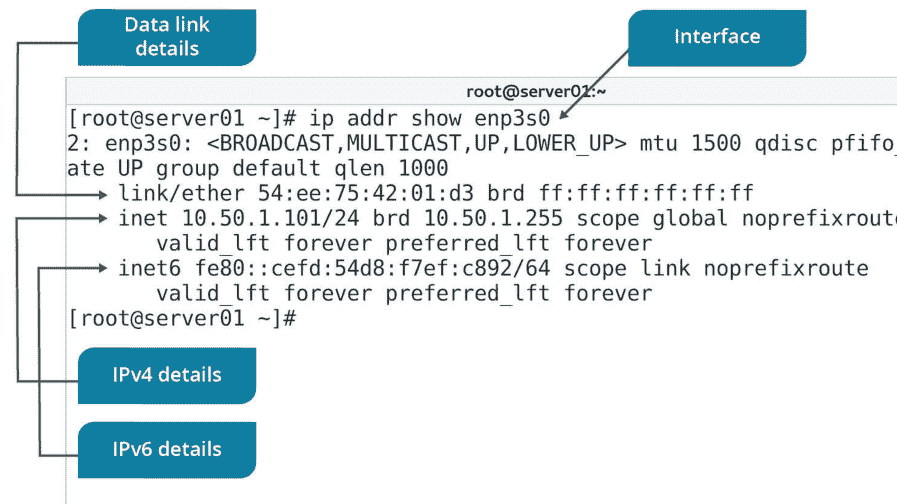 Data link
details
Interface
root@server01:~
[root@server01 ~]# ip addr show enp3s0
2: enp3s0: <BROADCAST,MULTICAST,UP,LOWER_UP> mtu 1500 qdisc pfifo_
ate UP group default qlen 1000
link/ether 54:ee:75:42:01:d3 brd ff:ff:ff:ff:ff:ff
inet 10.50.1.101/24 brd 10.50.1.255 scope global noprefixroute
valid_lft forever preferred_lft forever
inet6 fe80::cefd:54d8:f7ef:c892/64 scope link noprefixroute
valid_lft forever preferred_lft forever
[root@server01 ~]#
IPv4 details
IPv6 details